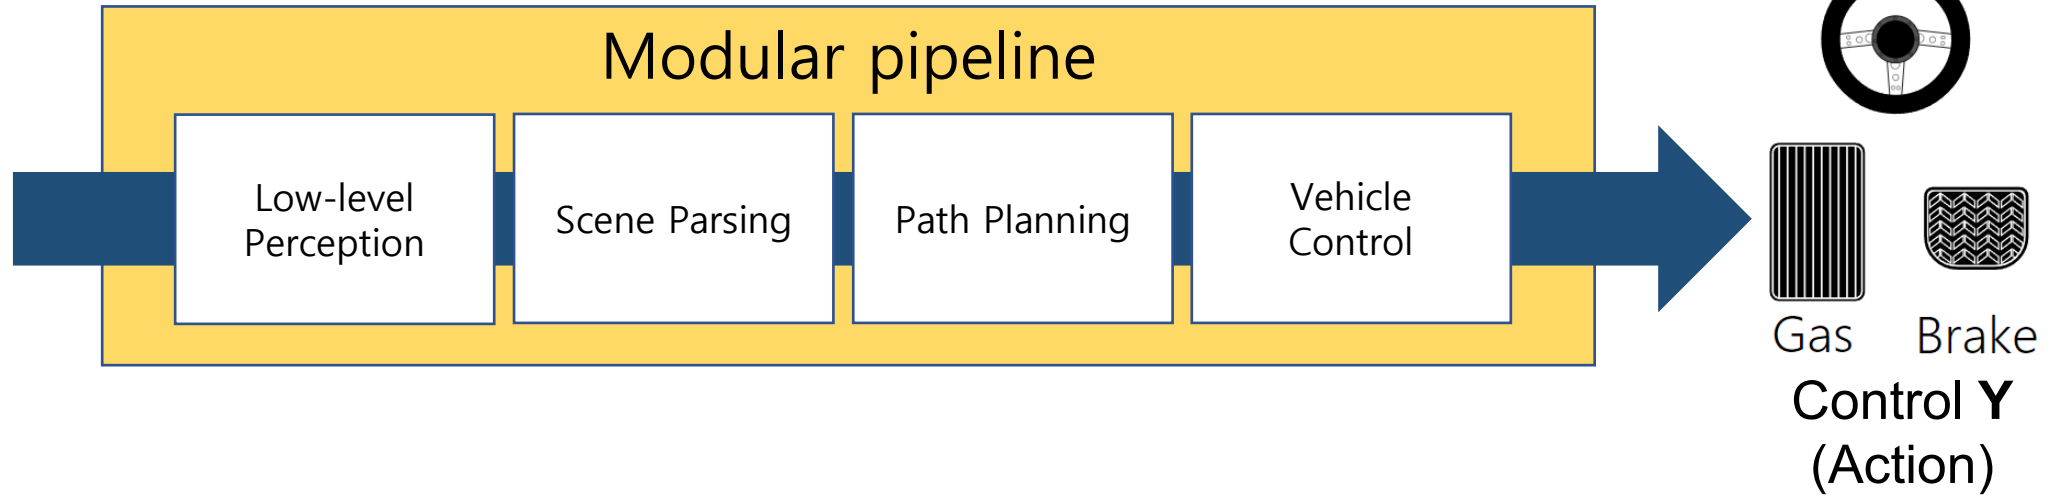 Modular pipeline
Low-level
Perception
Scene Parsing
Path Planning
Vehicle
Control
Gas
Brake
Control Y
(Action)